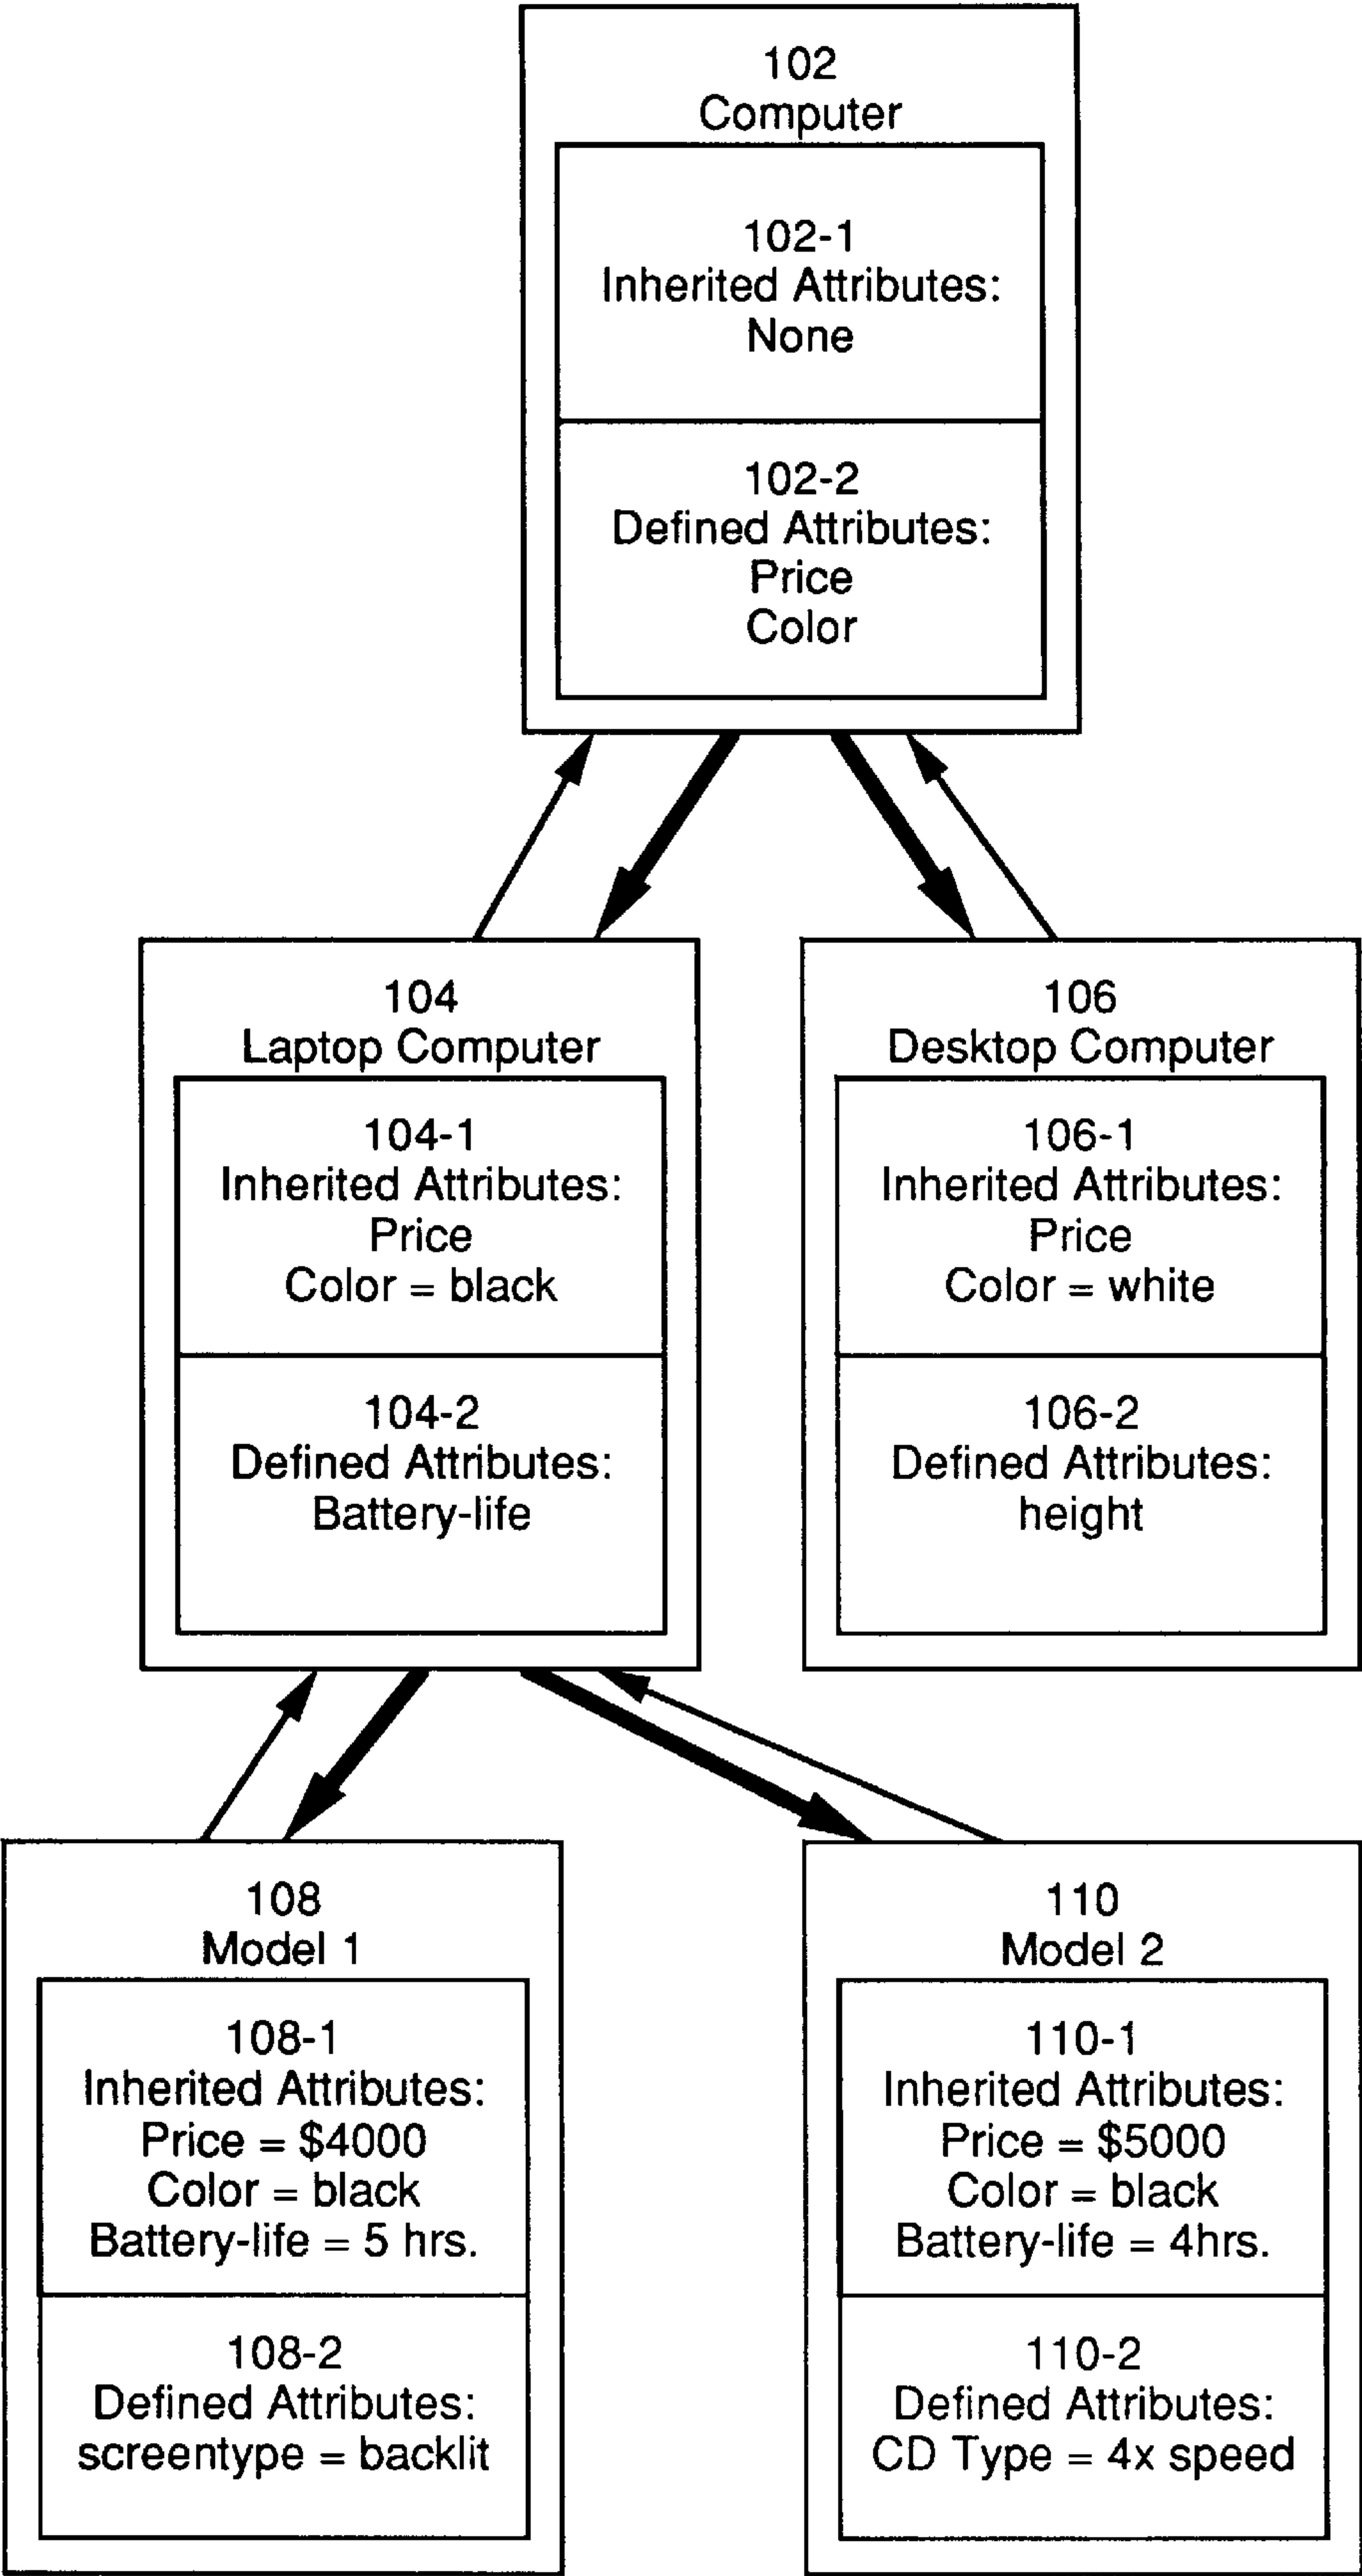 102
Computer
102-1
Inherited Attributes:
None
102-2
Defined Attributes:
Price
Color
104
Laptop Computer
104-1
Inherited Attributes:
Price
Color = black
104-2
Defined Attributes:
Battery-life
106
Desktop Computer
106-1
Inherited Attributes:
Price
Color = white
106-2
Defined Attributes:
height
108
Model 1
108-1
Inherited Attributes:
Price = $4000
Color = black
Battery-life = 5 hrs.
108-2
Defined Attributes:
screentype = backlit
110
Model 2
110-1
Inherited Attributes:
Price = $5000
Color = black
Battery-life = 4hrs.
110-2
Defined Attributes:
CD Type = 4x speed